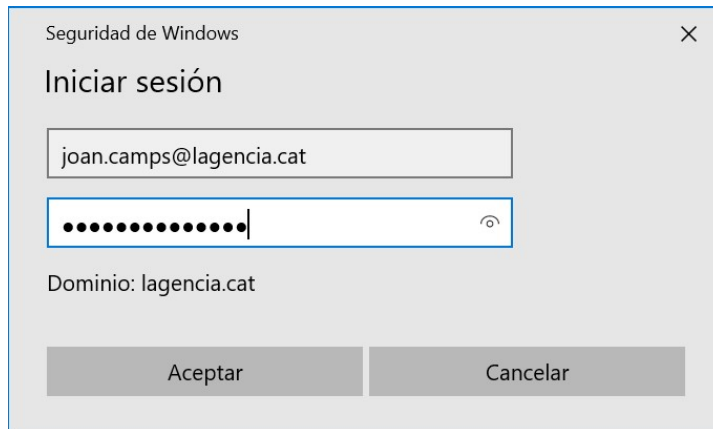 Seguridad de Windows
Iniciar sesión
joan.camps@lagencia.cat
●●●●●●●●●●●●●●
Dominio: lagencia.cat
Aceptar
Cancelar